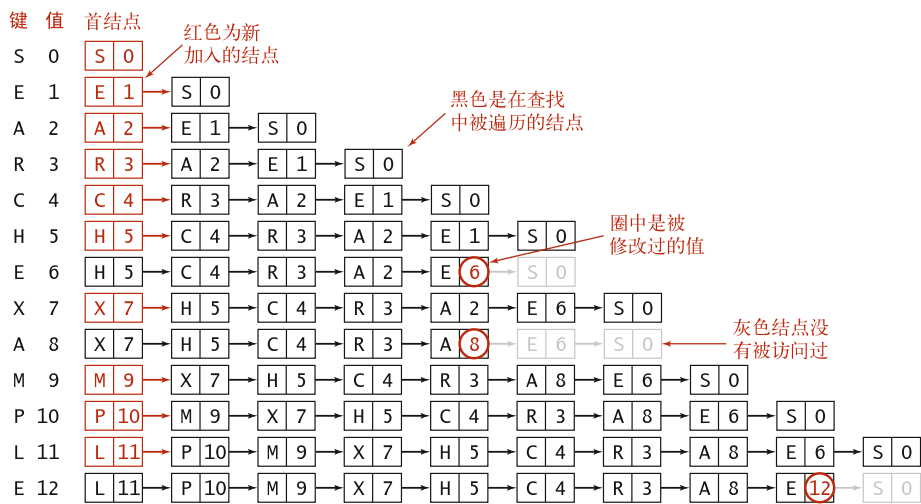 键 值 首结点
红色为新
加入的结点
S 0 S 0
E 1 E 1 S 0
黑色是在查找
中被遍历的结点
A 2 A 2 E 1 S 0
R 3 R 3 A 2 E 1 S 0
C 4 C 4 R 3 A 2 E 1 S 0
圈中是被
修改过的值
H 5 H 5 C 4 R 3 A 2 E 1 S 0
E 6 H 5 C 4 R 3 A 2 E 6 S 0
X 7 X 7 H 5 C 4 R 3 A 2 E 6 S 0
灰色结点没
有被访问过
A 8 X 7 H 5 C 4 R 3 A 8 E 6 S 0
M 9 M 9 X 7 H 5 C 4 R 3 A 8 E 6 S 0
P 10 P 10 M 9 X 7 H 5 C 4 R 3 A 8 E 6 S 0
L 11 L 11 P 10 M 9 X 7 H 5 C 4 R 3 A 8 E 6 S 0
E 12 L 11 P 10 M 9 X 7 H 5 C 4 R 3 A 8 E 12 S 0